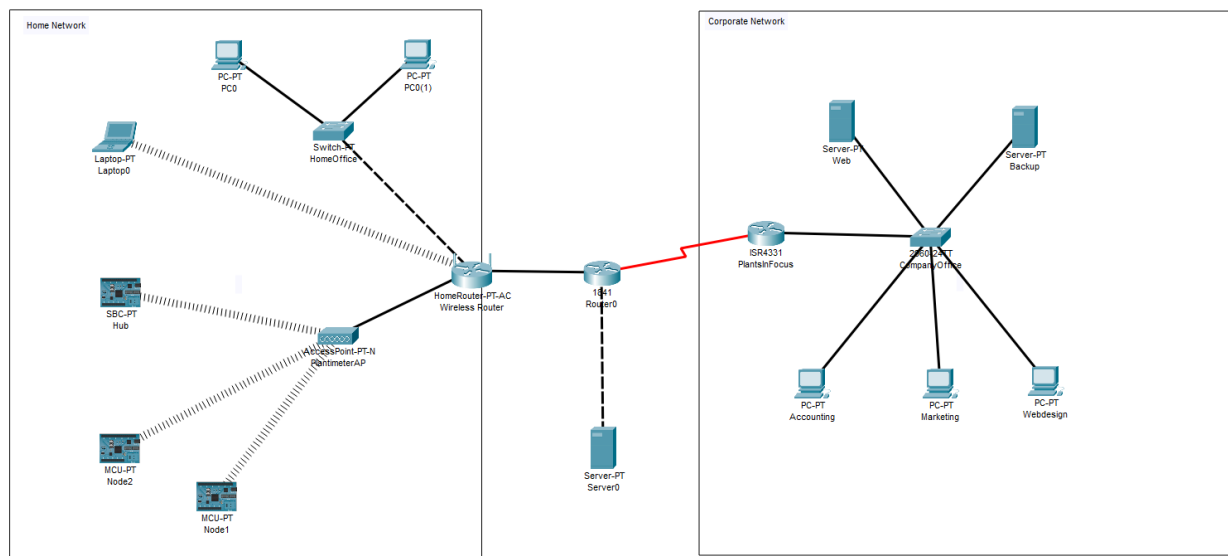 Home Network
Corporate Network
PC-PT
PC0
PC-PT
PC0(1)
Switch-PT
HomeOffice
Laptop-PT
Laptop0
Server-PT
Web
Server-PT
Backup
ISR4331
PlantsInFocus
2960-24TT
CompanyOffice
HomeRouter-PT-AC
Wireless Router
1841
Router0
SBC-PT
Hub
AccessPoint-PT-N
PlantimeterAP
PC-PT
Accounting
PC-PT
Marketing
PC-PT
Webdesign
MCU-PT
Node2
Server-PT
Server0
MCU-PT
Node1